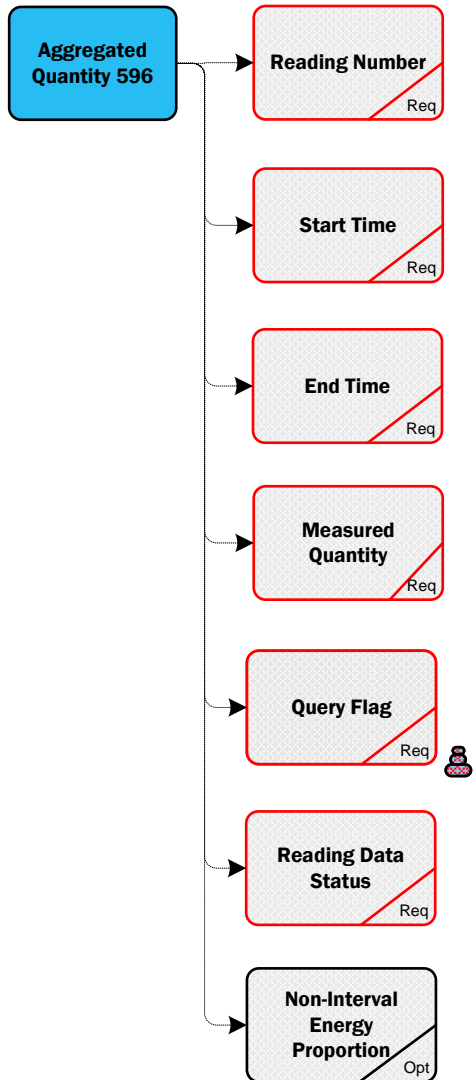 Aggregated
Quantity 596
Reading Number
Req
Start Time
Req
End Time
Req
Measured
Quantity
Req
Query Flag
Req
Reading Data
Status
Req
Non-Interval
Energy
Proportion
Opt